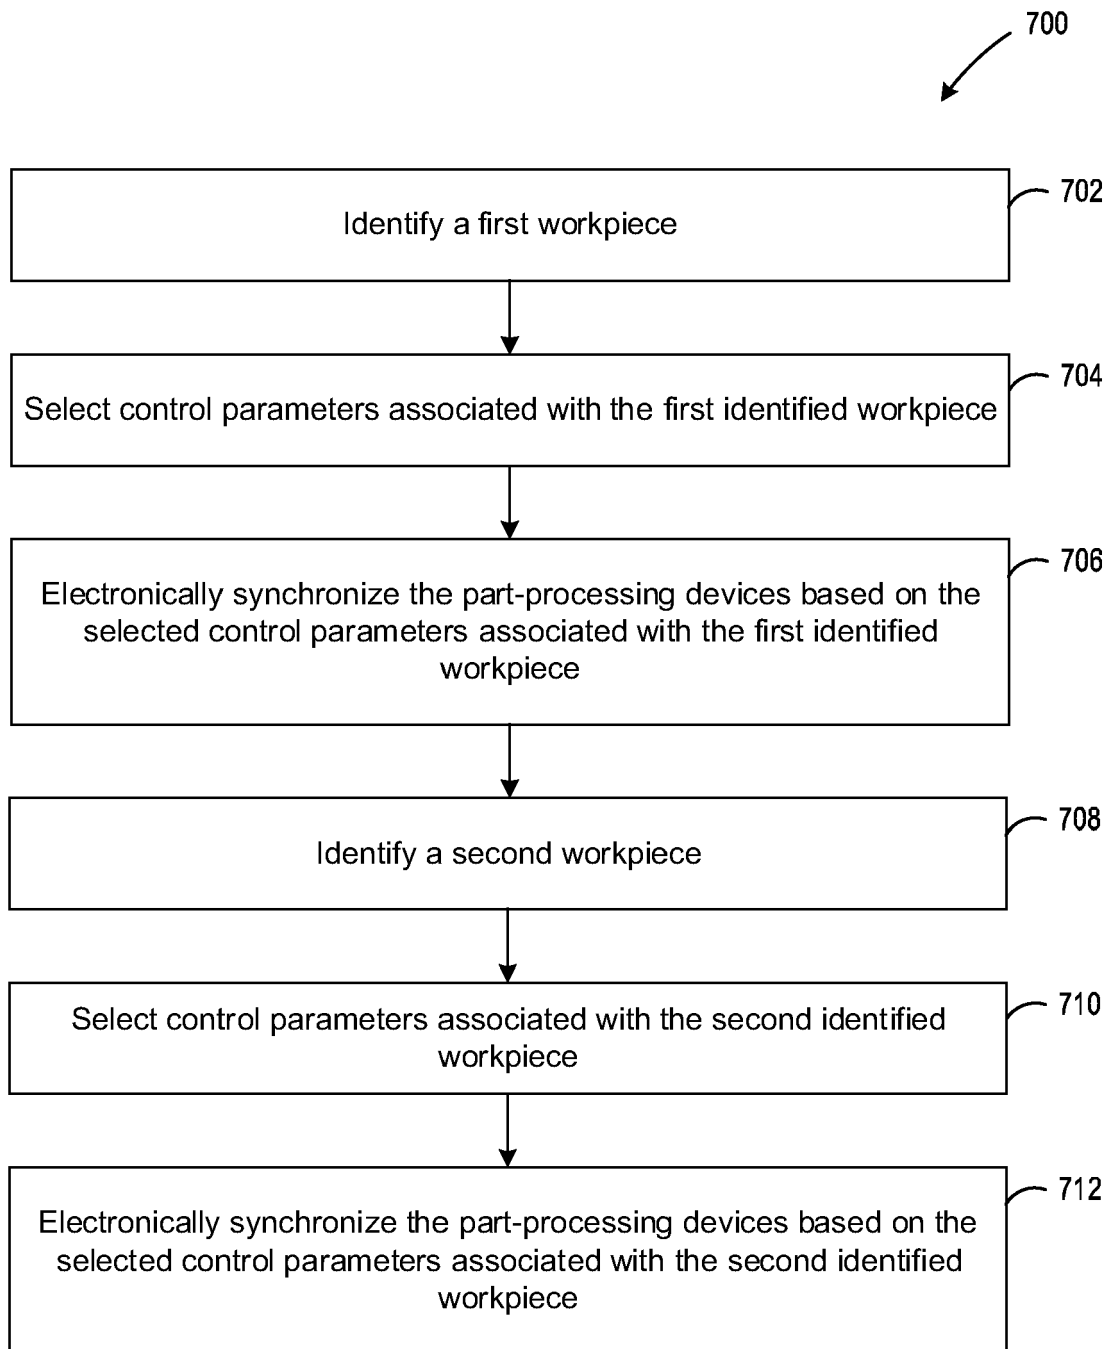 700
702
Identify a first workpiece
704
Select control parameters associated with the first identified workpiece
706
Electronically synchronize the part-processing devices based on the
selected control parameters associated with the first identified
workpiece
708
Identify a second workpiece
710
Select control parameters associated with the second identified
workpiece
712
Electronically synchronize the part-processing devices based on the
selected control parameters associated with the second identified
workpiece